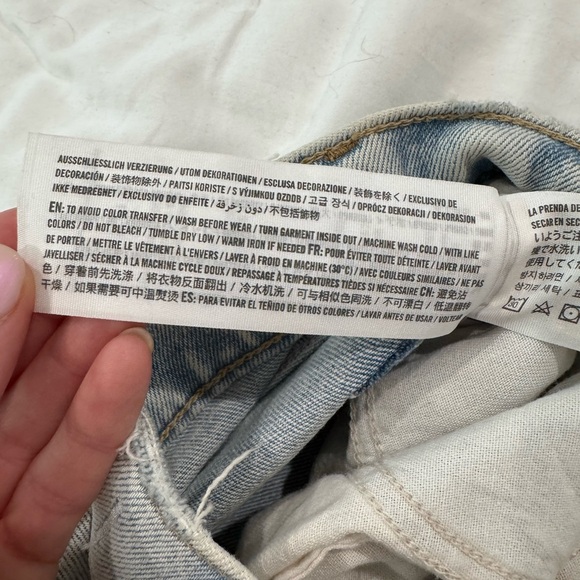 AUSSCHLIESSLICH VERZIERUNG / UTOM DEKORATIONEN / ESCLUSA DECORAZIONE / 装飾を除く / EXCLUSIVO DE
DECORACIÓN / 裝飾物除外 / PAITSI KORISTE / S VÝJIMKOU OZDOB / 고급 장식 / OPRÓCZ DEKORACJI / DEKORASJON
IKKE MEDREGNET / EXCLUSIVO DO ENFEITE / دون زخرفة / 不包括飾物
EN: TO AVOID COLOR TRANSFER / WASH BEFORE WEAR / TURN GARMENT INSIDE OUT / MACHINE WASH COLD / WITH LIKE
COLORS / DO NOT BLEACH / TUMBLE DRY LOW / WARM IRON IF NEEDED FR: POUR ÉVITER TOUTE DÉTEINTE / LAVER AVANT
DE PORTER / METTRE LE VÊTEMENT À L'ENVERS / LAVER À FROID EN MACHINE (30°C) / AVEC COULEURS SIMILAIRES / NE PAS
JAVELLISER / SÉCHER À LA MACHINE CYCLE DOUX / REPASSAGE À TEMPÉRATURE TIÈDES SI NÉCESSAIRE CN: 避免沾
色 / 穿着前先洗涤 / 将衣物反面翻出 / 冷水机洗 / 可与相似色同洗 / 不可漂白 / 低温翻转
干燥 / 如果需要可中温熨烫 ES: PARA EVITAR EL TEÑIDO DE OTROS COLORES / LAVAR ANTES DE USAR /
LA PRENDA DE
SECAR EN SEC